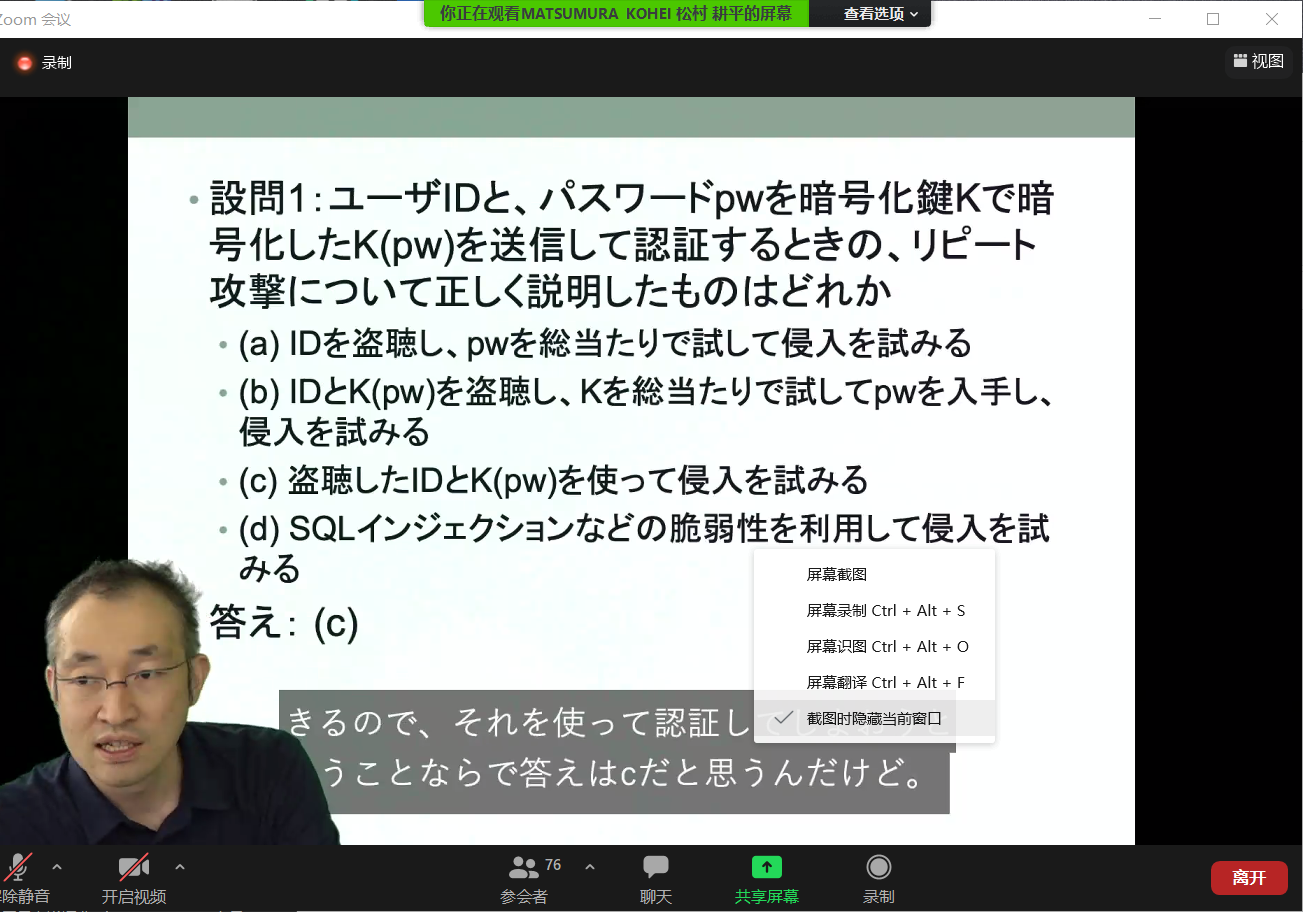 Zoom 会议
你正在观看MATSUMURA KOHEI 松村 耕平的屏幕
查看选项
录制
视图
• 設問1：ユーザIDと、パスワードpwを暗号化鍵Kで暗
号化したK(pw)を送信して認証するときの、リピート
攻撃について正しく説明したものはどれか
• (a) IDを盗聴し、pwを総当たりで試して侵入を試みる
• (b) IDとK(pw)を盗聴し、Kを総当たりで試してpwを入手し、
侵入を試みる
• (c) 盗聴したIDとK(pw)を使って侵入を試みる
• (d) SQLインジェクションなどの脆弱性を利用して侵入を試
みる
答え： (c)
屏幕截图
屏幕录制 Ctrl + Alt + S
屏幕识图 Ctrl + Alt + O
屏幕翻译 Ctrl + Alt + F
截图时隐藏当前窗口
きるので、それを使って認証してしまおうと
うことならで答えはcだと思うんだけど。
解除静音
开启视频
76
参会者
聊天
共享屏幕
录制
离开